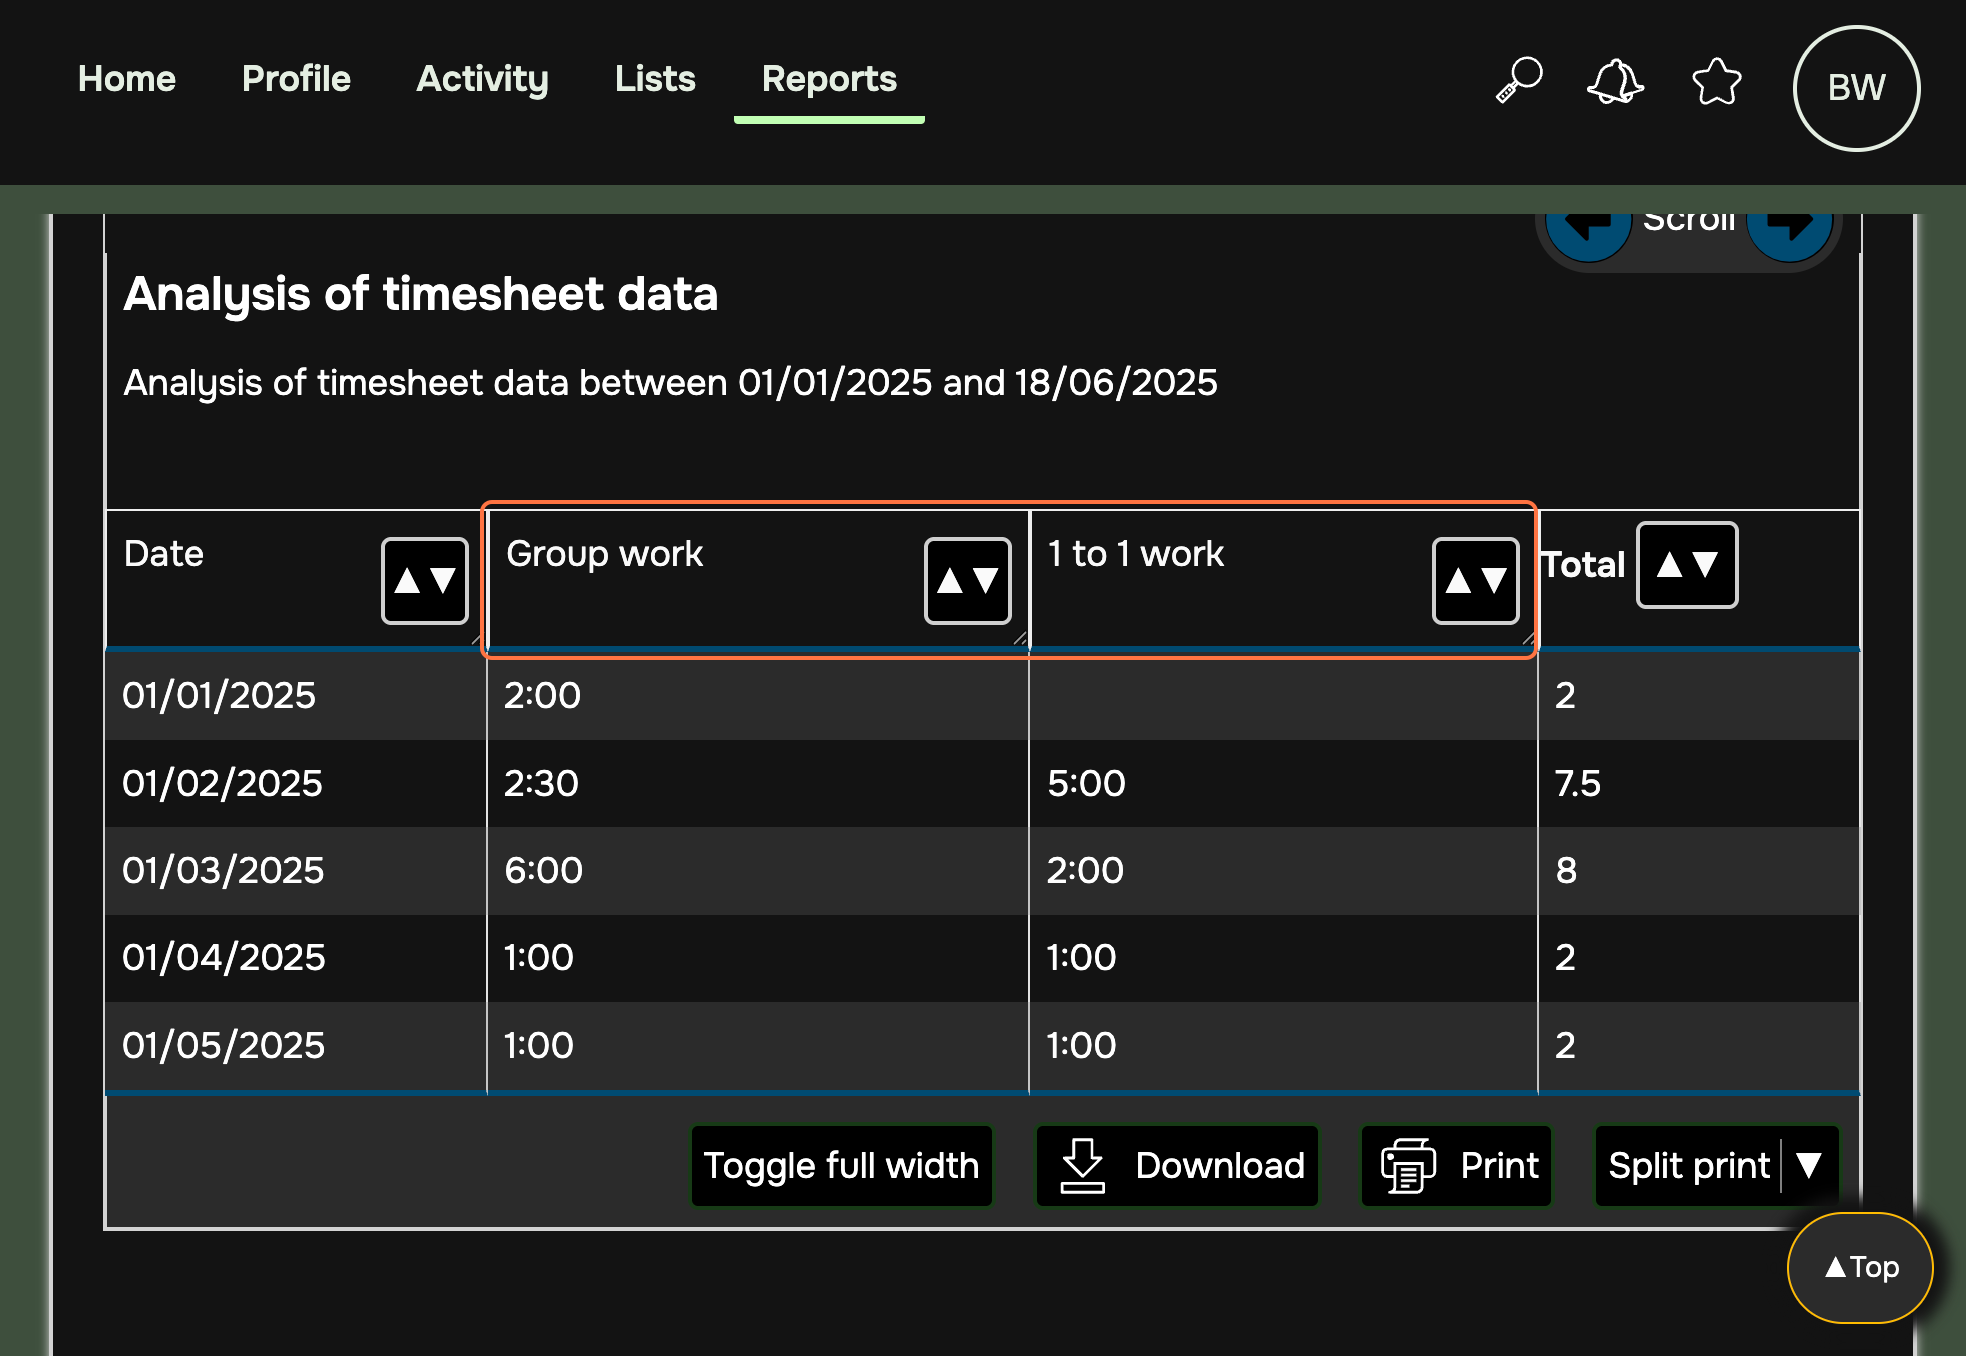 Home Profile Activity Lists Reports BW
Scroll
Analysis of timesheet data
Analysis of timesheet data between 01/01/2025 and 18/06/2025
Date ▲▼ Group work ▲▼ 1 to 1 work ▲▼ Total ▲▼
01/01/2025 2:00 2
01/02/2025 2:30 5:00 7.5
01/03/2025 6:00 2:00 8
01/04/2025 1:00 1:00 2
01/05/2025 1:00 1:00 2
Toggle full width Download Print Split print ▼
▲Top